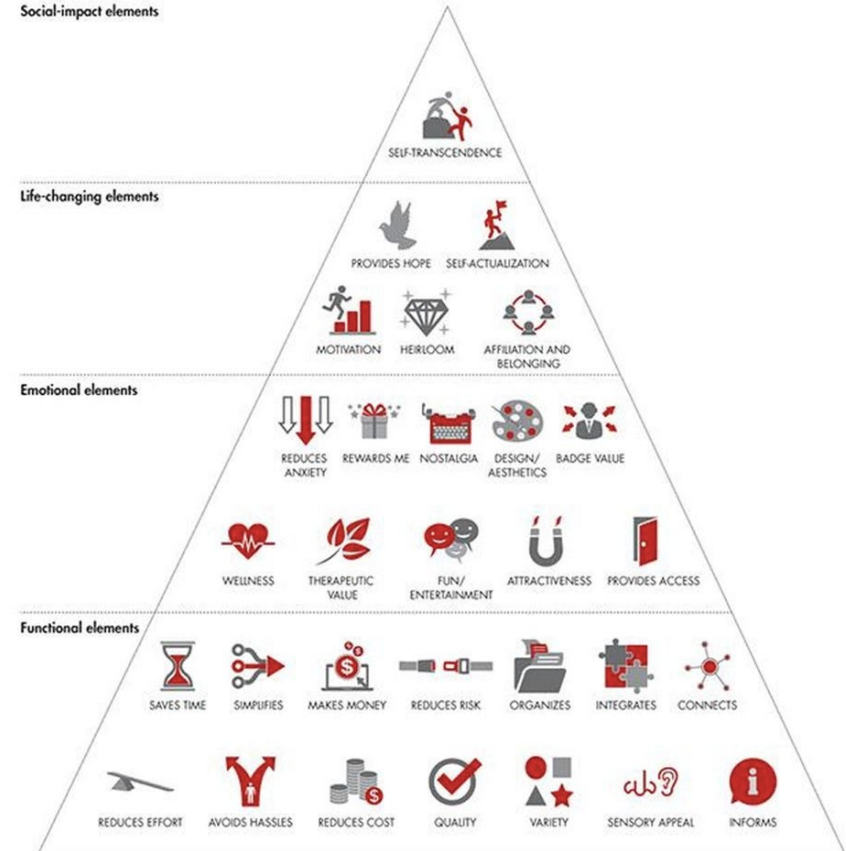 Social-impact elements
SELF-TRANSCENDENCE
Life-changing elements
PROVIDES HOPE
SELF-ACTUALIZATION
MOTIVATION
HEIRLOOM
AFFILIATION AND
BELONGING
Emotional elements
REDUCES
ANXIETY
REWARDS ME
NOSTALGIA
DESIGN/
AESTHETICS
BADGE VALUE
WELLNESS
THERAPEUTIC
VALUE
FUN/
ENTERTAINMENT
ATTRACTIVENESS
PROVIDES ACCESS
Functional elements
SAVES TIME
SIMPLIFIES
MAKES MONEY
REDUCES RISK
ORGANIZES
INTEGRATES
CONNECTS
REDUCES EFFORT
AVOIDS HASSLES
REDUCES COST
QUALITY
VARIETY
SENSORY APPEAL
INFORMS